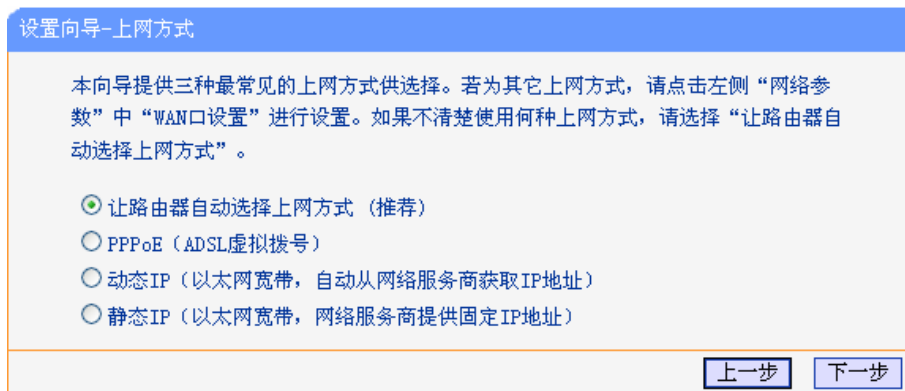 设置向导-上网方式
本向导提供三种最常见的上网方式供选择。若为其它上网方式，请点击左侧“网络参
数”中“WAN口设置”进行设置。如果不清楚使用何种上网方式，请选择“让路由器自
动选择上网方式”。
让路由器自动选择上网方式（推荐）
PPPoE（ADSL虚拟拨号）
动态IP（以太网宽带，自动从网络服务商获取IP地址）
静态IP（以太网宽带，网络服务商提供固定IP地址）
上一步 下一步